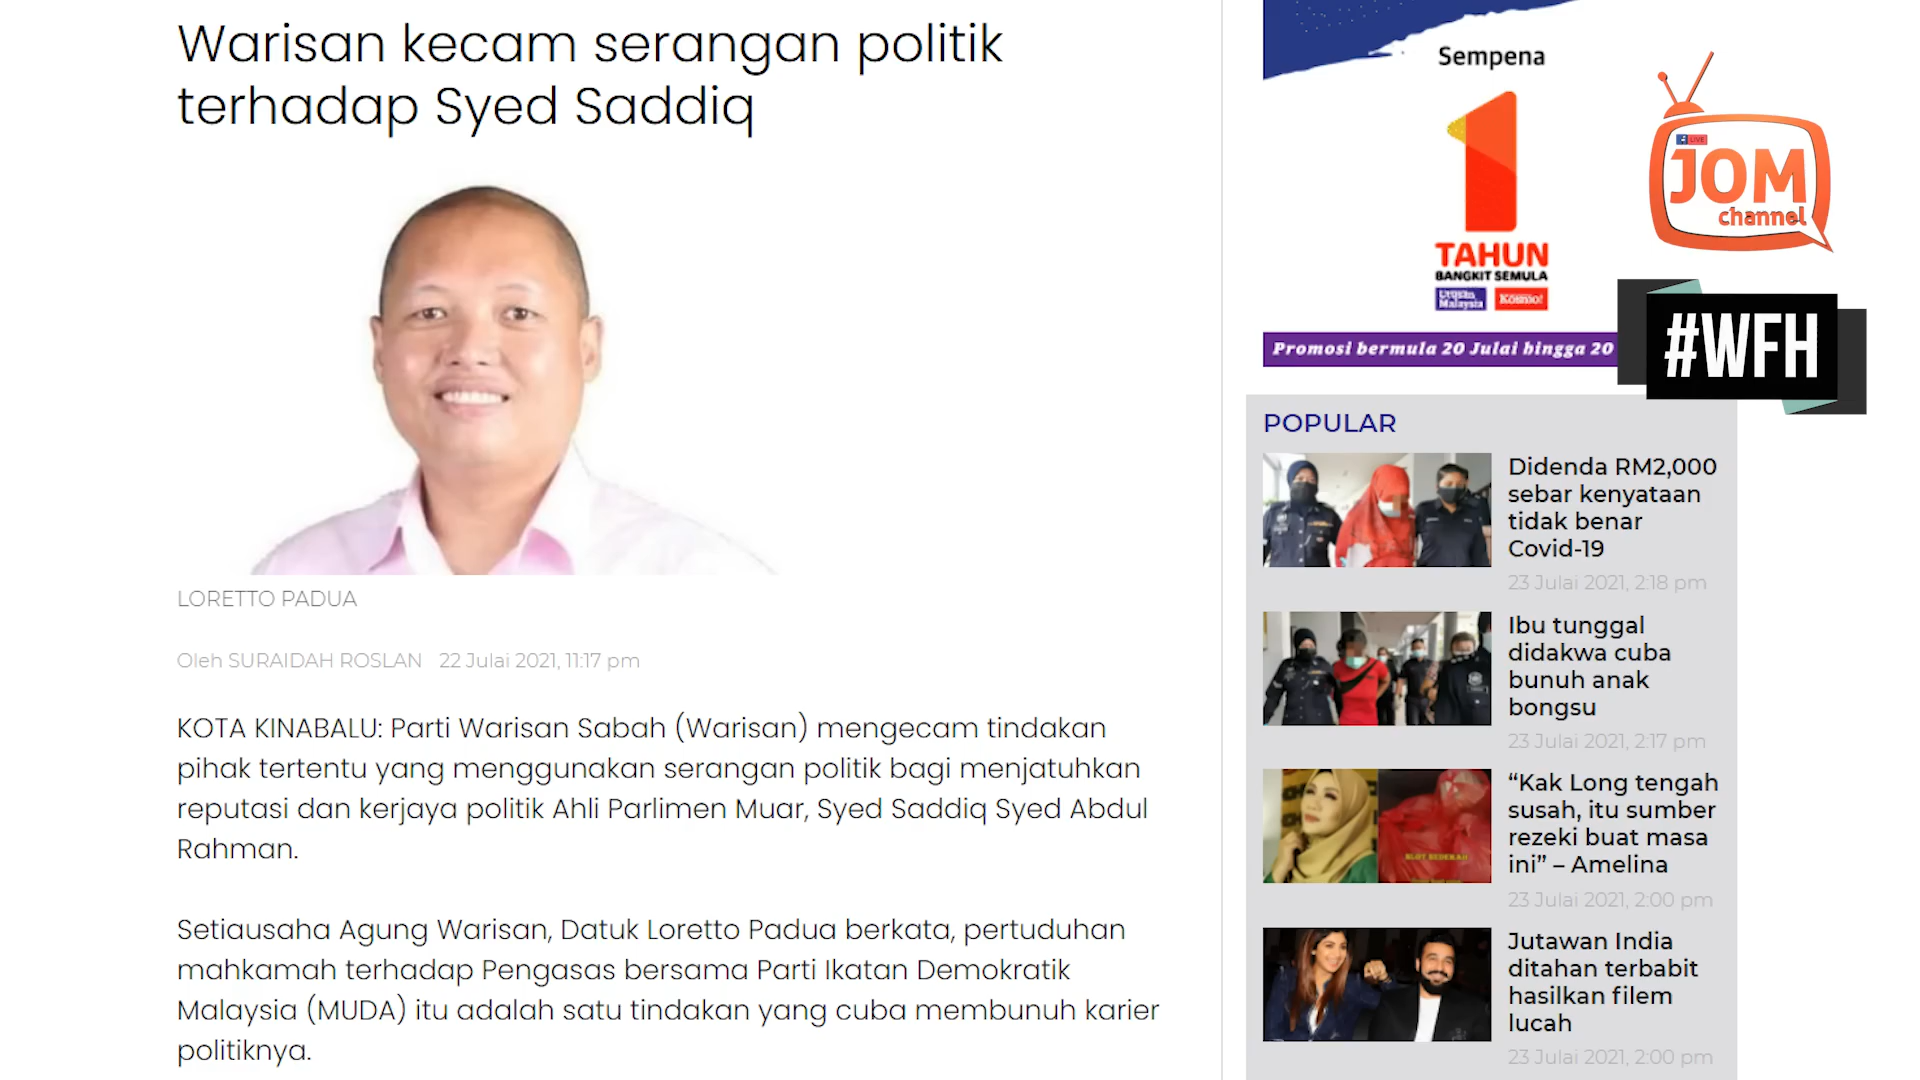 Warisan kecam serangan politik
terhadap Syed Saddiq
LORETTO PADUA
Oleh SURAIDAH ROSLAN 22 Julai 2021, 11:17 pm
KOTA KINABALU: Parti Warisan Sabah (Warisan) mengecam tindakan
pihak tertentu yang menggunakan serangan politik bagi menjatuhkan
reputasi dan kerjaya politik Ahli Parlimen Muar, Syed Saddiq Syed Abdul
Rahman.
Setiausaha Agung Warisan, Datuk Loretto Padua berkata, pertuduhan
mahkamah terhadap Pengasas bersama Parti Ikatan Demokratik
Malaysia (MUDA) itu adalah satu tindakan yang cuba membunuh karier
politiknya.
Sempena
1
TAHUN
BANGKIT SEMULA
Utusan
Malaysia
Kosmo!
Promosi bermula 20 Julai hingga 20
LIVE
JOM
channel
#WFH
POPULAR
Didenda RM2,000
sebar kenyataan
tidak benar
Covid-19
23 Julai 2021, 2:18 pm
Ibu tunggal
didakwa cuba
bunuh anak
bongsu
23 Julai 2021, 2:17 pm
“Kak Long tengah
susah, itu sumber
rezeki buat masa
ini” – Amelina
23 Julai 2021, 2:00 pm
Jutawan India
ditahan terbabit
hasilkan filem
lucah
23 Julai 2021, 2:00 pm